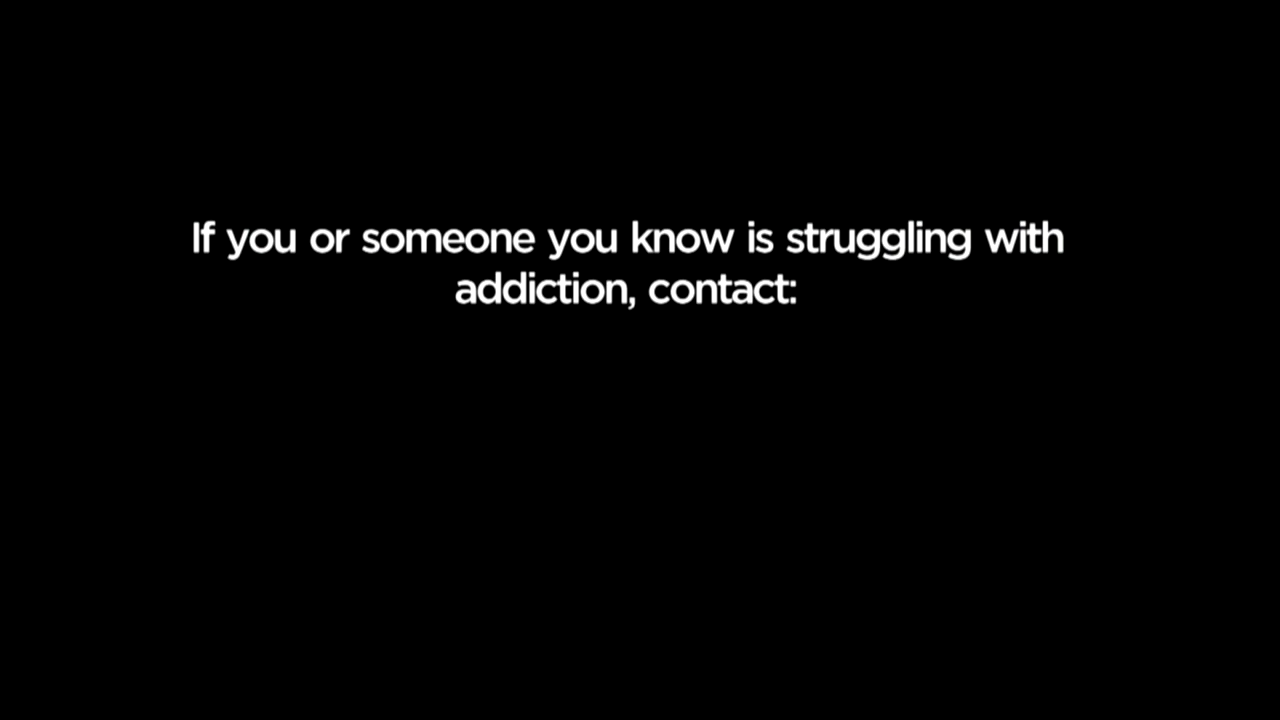 If you or someone you know is struggling with
addiction, contact: